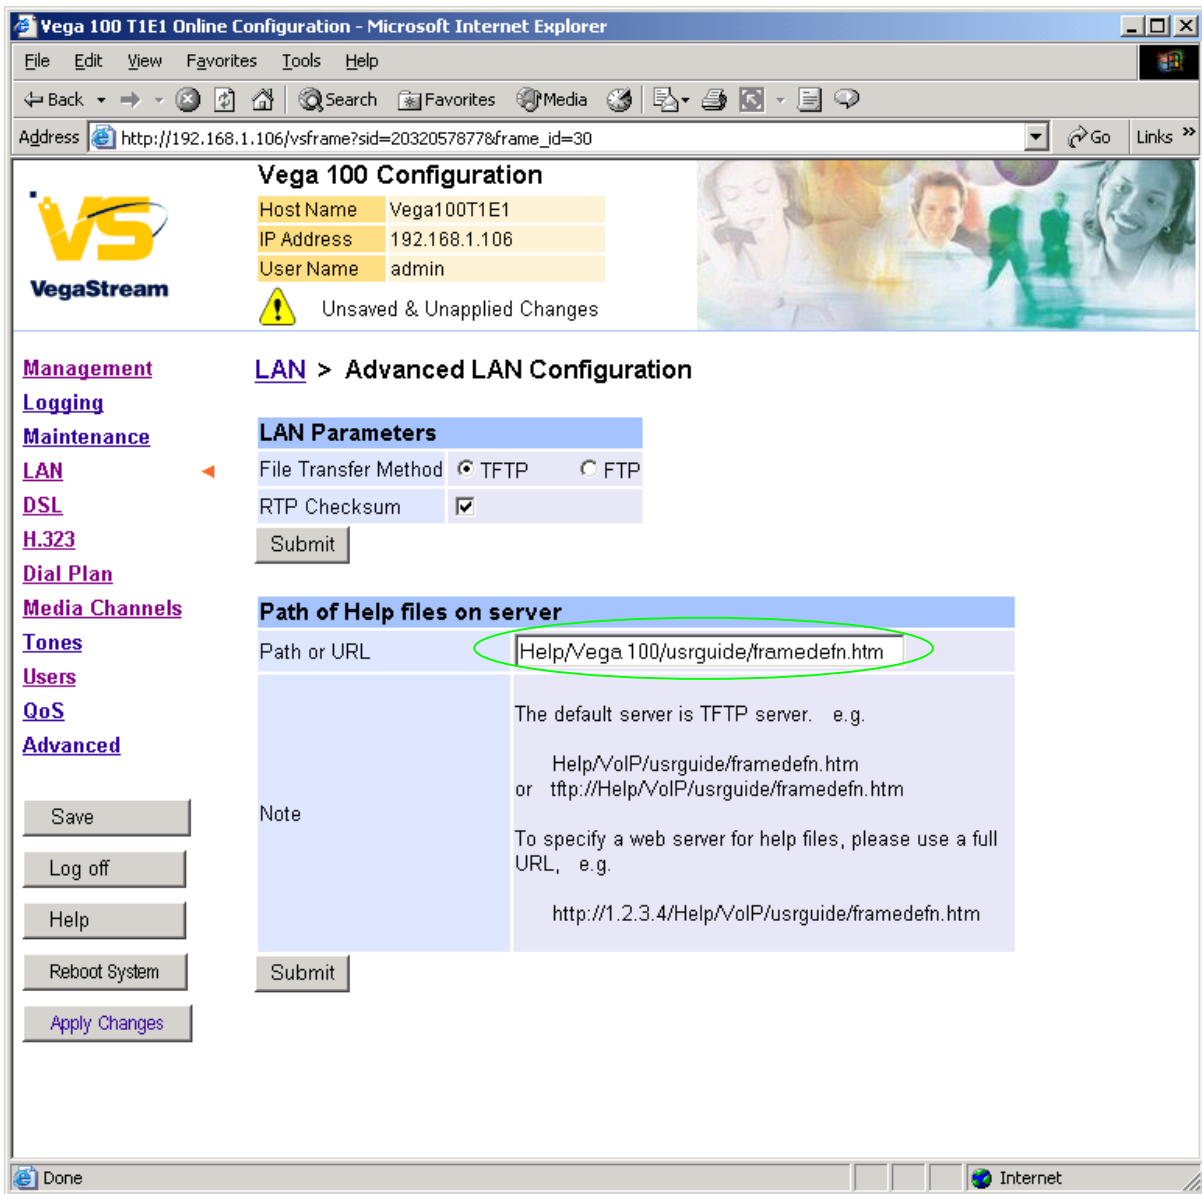 Vega 100 T1E1 Online Configuration - Microsoft Internet Explorer
File Edit View Favorites Tools Help
Back Search Favorites Media
Address http://192.168.1.106/vsframe?sid=2032057877&frame_id=30 Go Links »
VS
VegaStream
Vega 100 Configuration
Host Name Vega100T1E1
IP Address 192.168.1.106
User Name admin
Unsaved & Unapplied Changes
Management
Logging
Maintenance
LAN
DSL
H.323
Dial Plan
Media Channels
Tones
Users
QoS
Advanced
Save
Log off
Help
Reboot System
Apply Changes
LAN > Advanced LAN Configuration
LAN Parameters
File Transfer Method TFTP FTP
RTP Checksum
Submit
Path of Help files on server
Path or URL Help/Vega 100/usrguide/framedefn.htm
Note
The default server is TFTP server. e.g.
Help/VoIP/usrguide/framedefn.htm
or tftp://Help/VoIP/usrguide/framedefn.htm
To specify a web server for help files, please use a full
URL, e.g.
http://1.2.3.4/Help/VoIP/usrguide/framedefn.htm
Submit
Done Internet